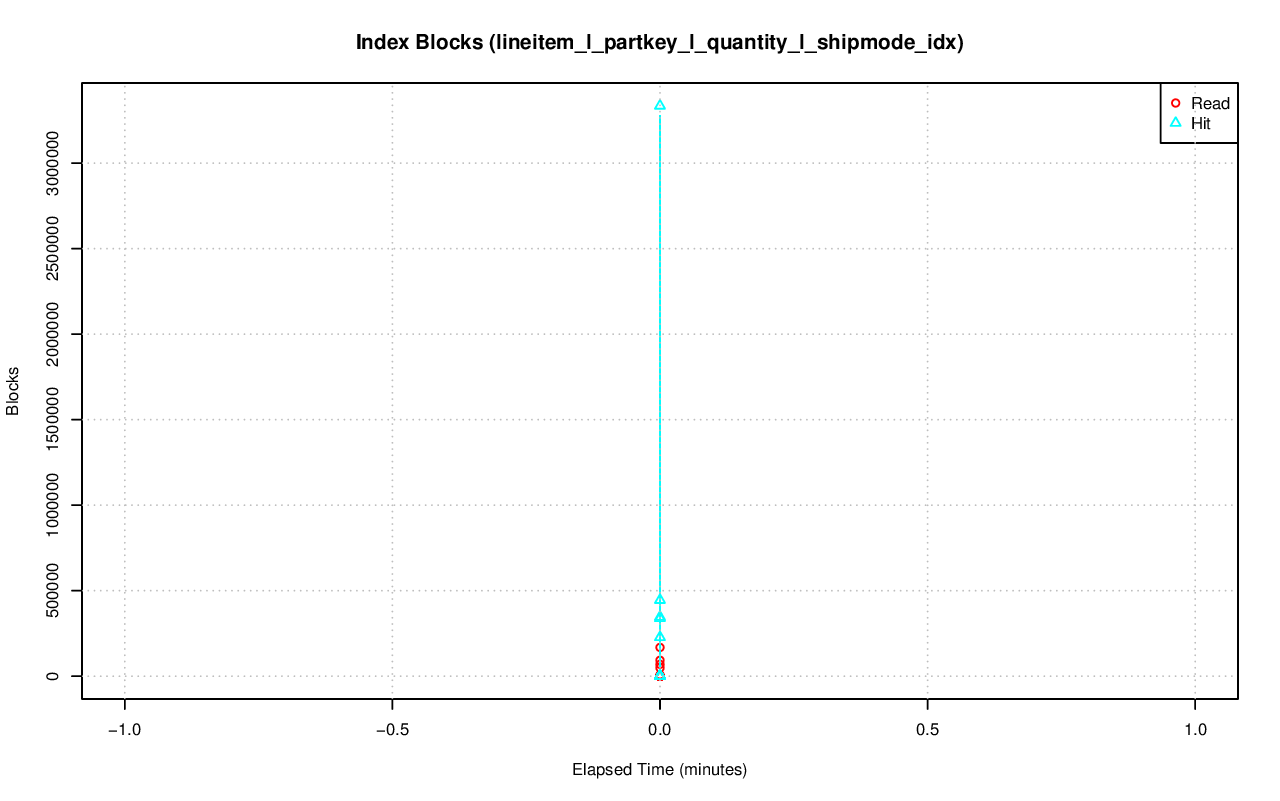 Index Blocks (lineitem_l_partkey_l_quantity_l_shipmode_idx)
Read
Hit
Blocks
3000000
2500000
2000000
1500000
1000000
500000
0
−1.0
−0.5
0.0
0.5
1.0
Elapsed Time (minutes)